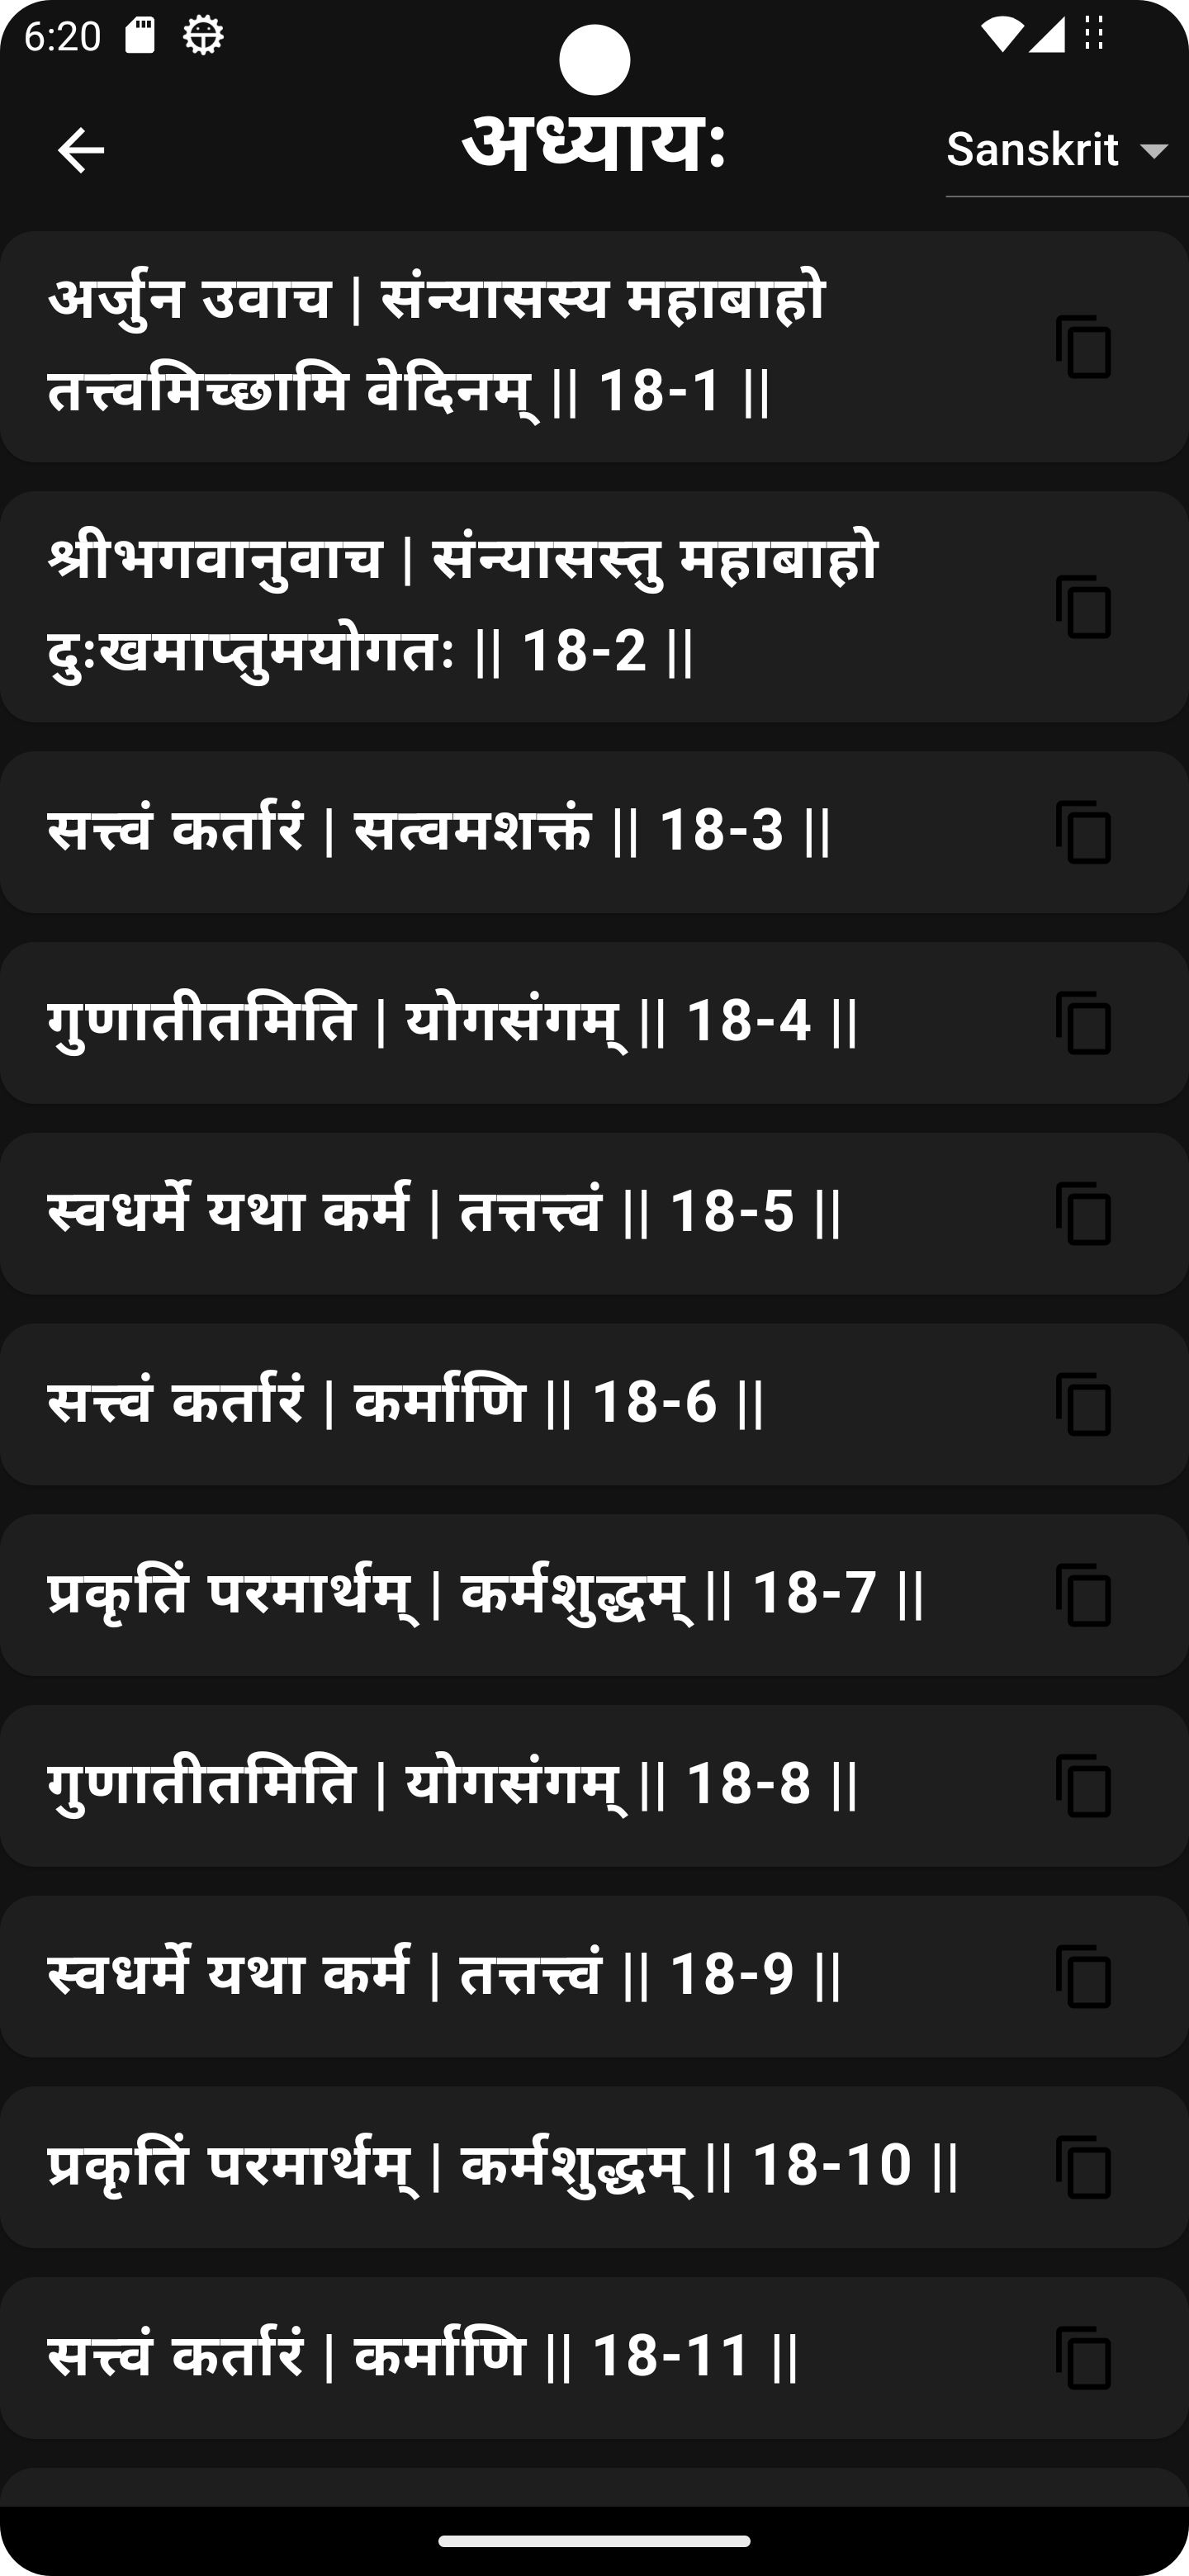 6:20
अध्यायः
Sanskrit
अर्जुन उवाच | संन्यासस्य महाबाहो
तत्त्वमिच्छामि वेदिनम् || 18-1 ||
श्रीभगवानुवाच | संन्यासस्तु महाबाहो
दुःखमाप्तुमयोगतः || 18-2 ||
सत्त्वं कर्तारं | सत्वमशक्तं || 18-3 ||
गुणातीतमिति | योगसंगम् || 18-4 ||
स्वधर्मे यथा कर्म | तत्तत्त्वं || 18-5 ||
सत्त्वं कर्तारं | कर्माणि || 18-6 ||
प्रकृतिं परमार्थम् | कर्मशुद्धम् || 18-7 ||
गुणातीतमिति | योगसंगम् || 18-8 ||
स्वधर्मे यथा कर्म | तत्तत्त्वं || 18-9 ||
प्रकृतिं परमार्थम् | कर्मशुद्धम् || 18-10 ||
सत्त्वं कर्तारं | कर्माणि || 18-11 ||